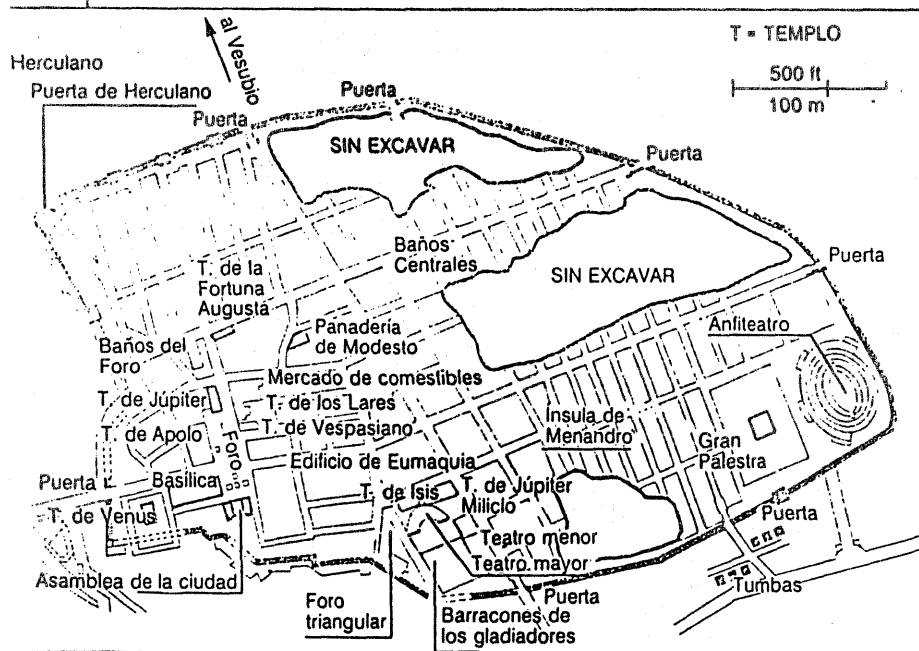 al Vesubio
T = TEMPLO
500 ft
100 m
Herculano
Puerta de Herculano
Puerta
Puerta
SIN EXCAVAR
Puerta
Baños
Centrales
SIN EXCAVAR
Puerta
T. de la
Fortuna
Augustá
Panadería
de Modesto
Anfiteatro
Baños del
Foro
Mercado de comestibles
T. de Júpiter
T. de los Lares
T. de Vespasiano
T. de Apolo
Foro
Ínsula de
Menandro
Gran
Palestra
Edificio de Eumaquia
Basílica
Puerta
T. de Isis
T. de Júpiter
Miliclo
T. de Venus
Teatro menor
Teatro mayor
Puerta
Asamblea de la ciudad
Tumbas
Foro
triangular
Puerta
Barracones de
los gladiadores